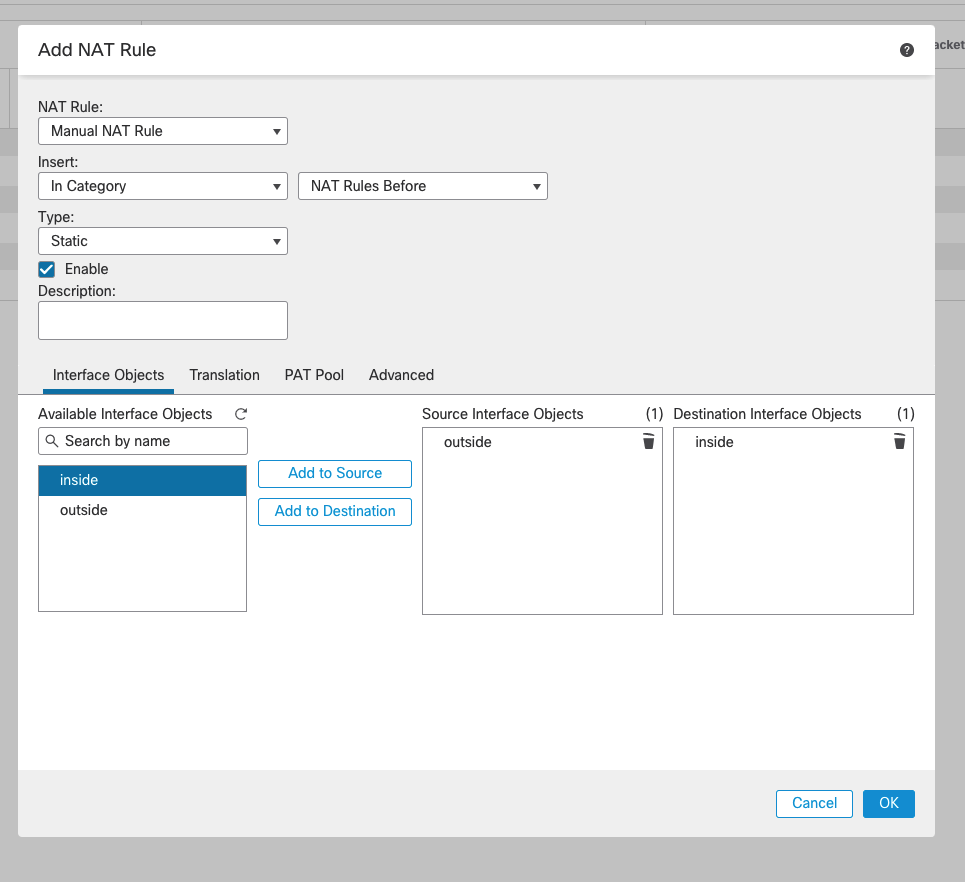 Add NAT Rule
?
acket
NAT Rule:
Manual NAT Rule
Insert:
In Category
NAT Rules Before
Type:
Static
Enable
Description:
Interface Objects
Translation
PAT Pool
Advanced
Available Interface Objects
Search by name
inside
outside
Add to Source
Add to Destination
Source Interface Objects (1)
outside
Destination Interface Objects (1)
inside
Cancel
OK